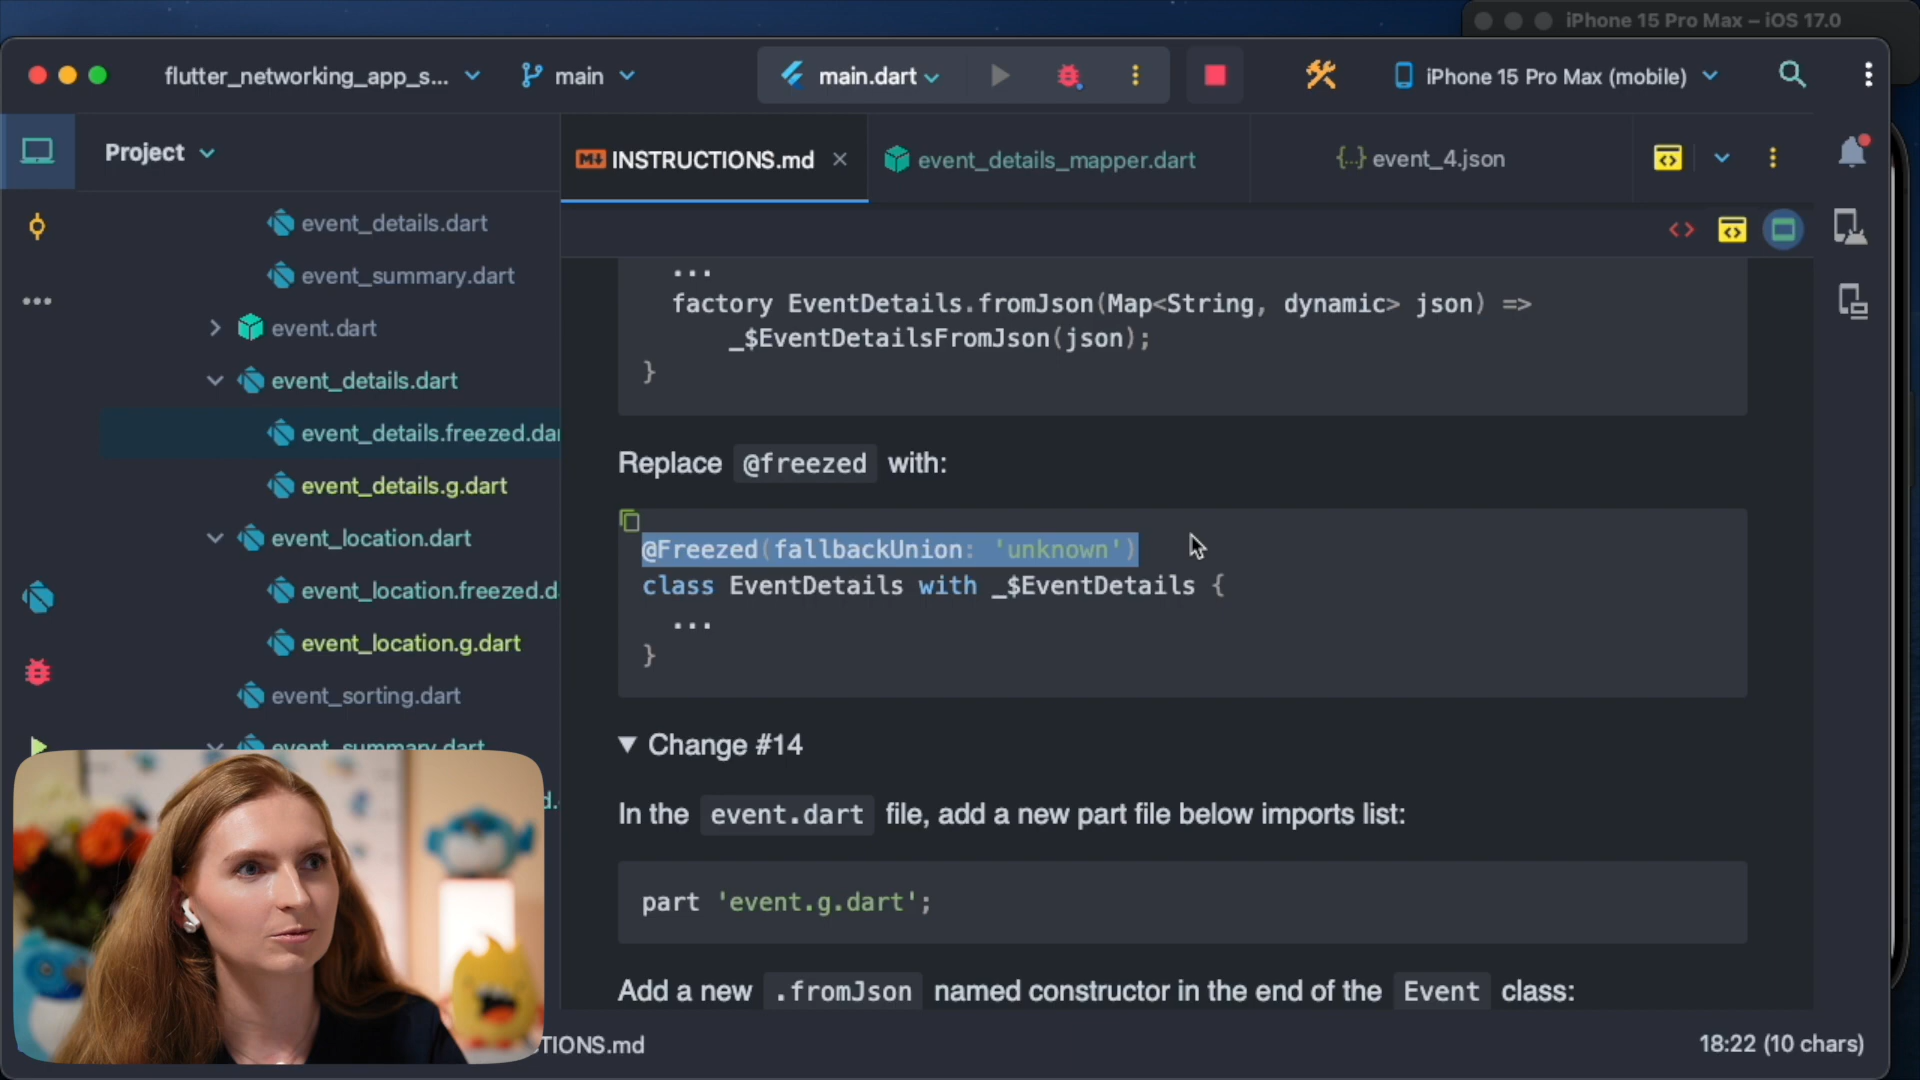 iPhone 15 Pro Max – iOS 17.0
flutter_networking_app_s...
main
main.dart
iPhone 15 Pro Max (mobile)
Project
INSTRUCTIONS.md
event_details_mapper.dart
{..} event_4.json
event_details.dart
event_summary.dart
event.dart
event_details.dart
event_details.freezed.da
event_details.g.dart
event_location.dart
event_location.freezed.d
event_location.g.dart
event_sorting.dart
event_summary.dart
d.
...
factory EventDetails.fromJson(Map<String, dynamic> json) =>
_$EventDetailsFromJson(json);
}
Replace @freezed with:
@Freezed(fallbackUnion: 'unknown')
class EventDetails with _$EventDetails {
...
}
Change #14
In the event.dart file, add a new part file below imports list:
part 'event.g.dart';
Add a new .fromJson named constructor in the end of the Event class:
TIONS.md
18:22 (10 chars)